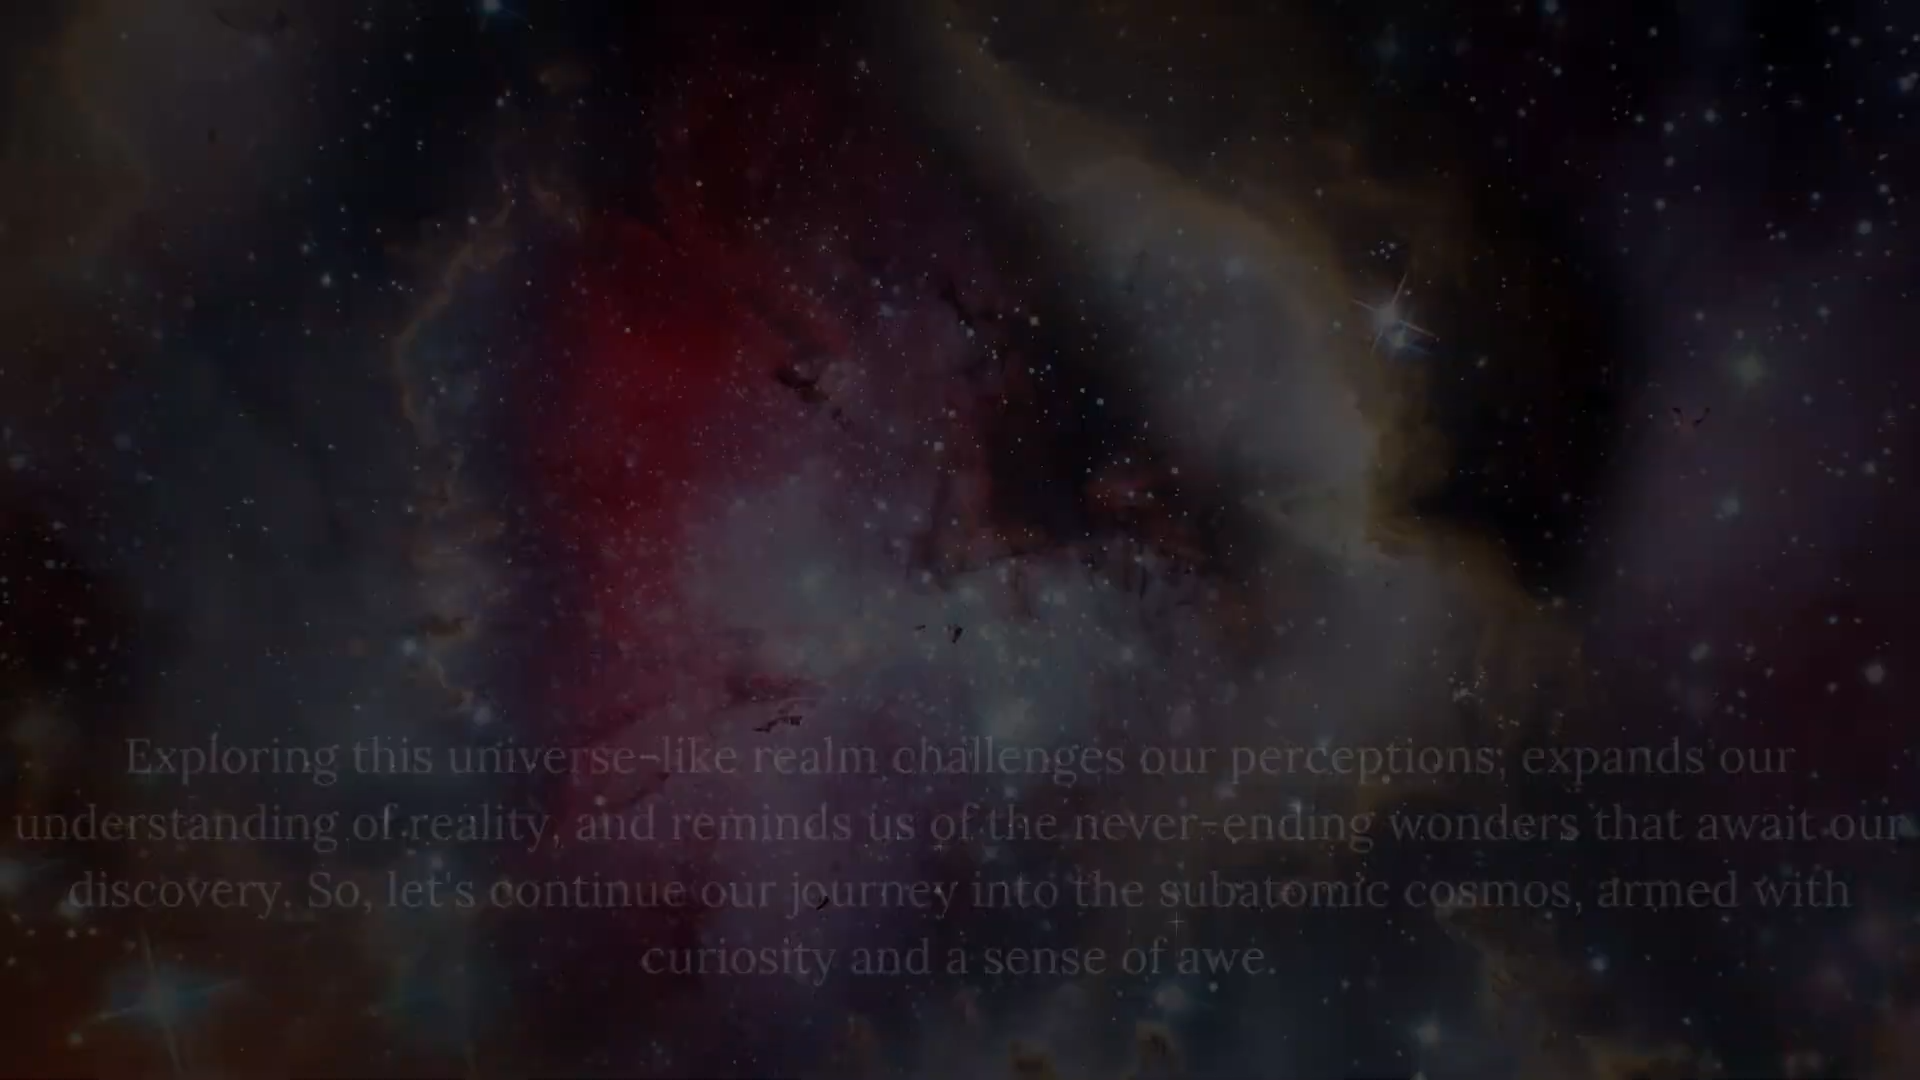 Exploring this universe-like realm challenges our perceptions, expands our
understanding of reality, and reminds us of the never-ending wonders that await our
discovery. So, let's continue our journey into the subatomic cosmos, armed with
curiosity and a sense of awe.